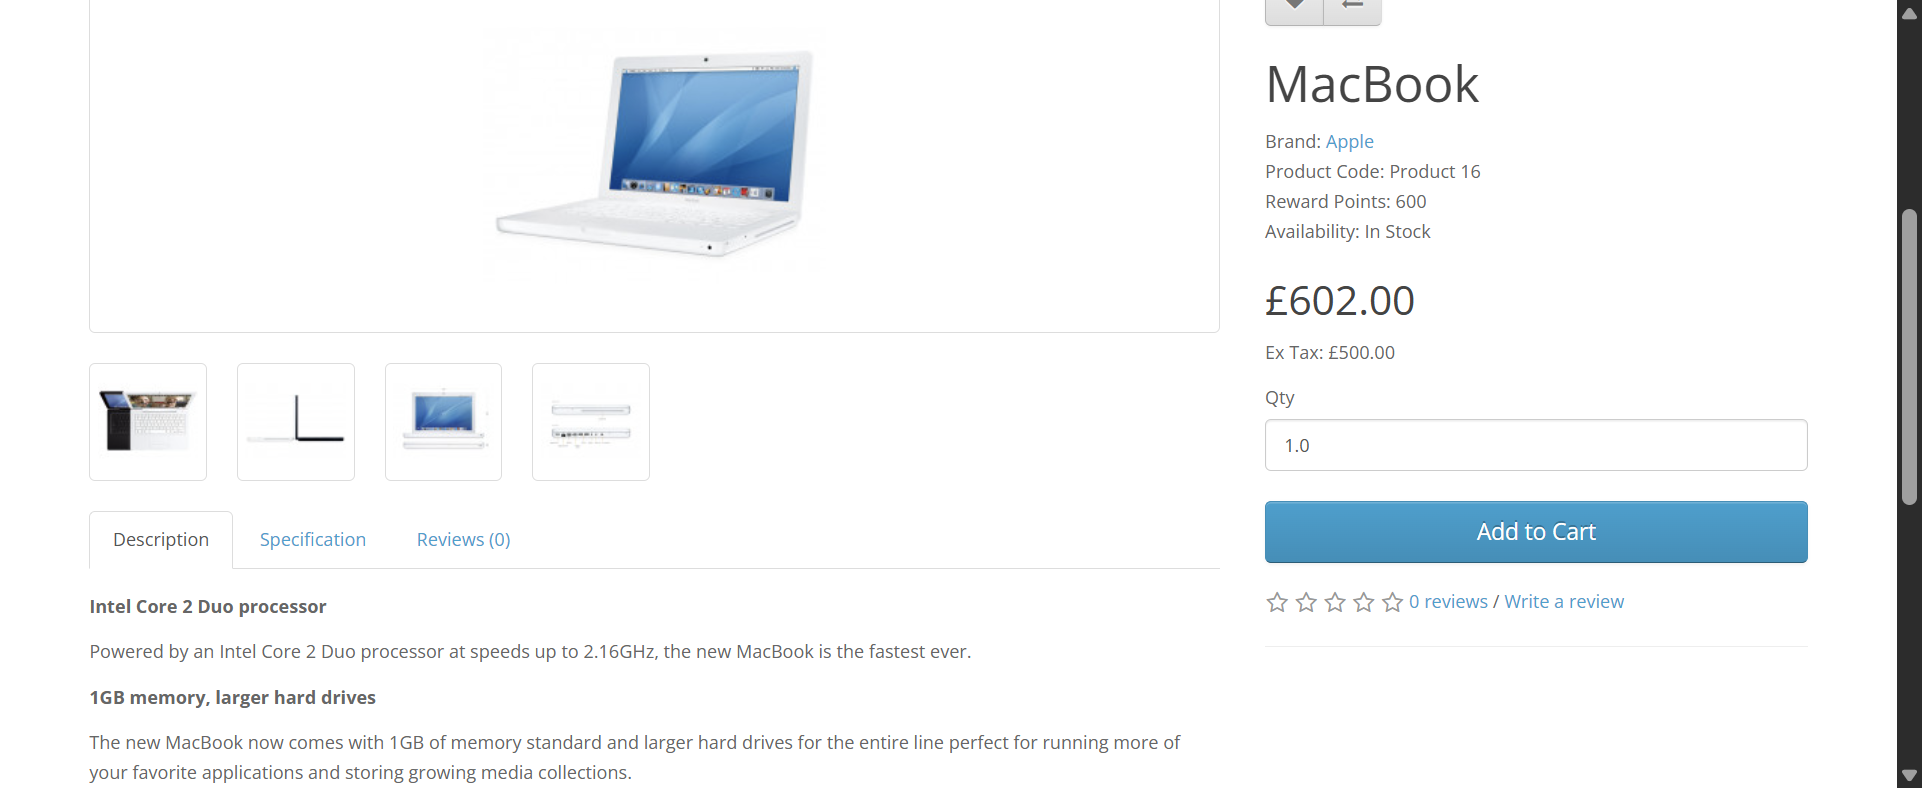 MacBook
Brand: Apple
Product Code: Product 16
Reward Points: 600
Availability: In Stock
£602.00
Ex Tax: £500.00
Qty
1.0
Add to Cart
0 reviews / Write a review
Description
Specification
Reviews (0)
Intel Core 2 Duo processor
Powered by an Intel Core 2 Duo processor at speeds up to 2.16GHz, the new MacBook is the fastest ever.
1GB memory, larger hard drives
The new MacBook now comes with 1GB of memory standard and larger hard drives for the entire line perfect for running more of
your favorite applications and storing growing media collections.